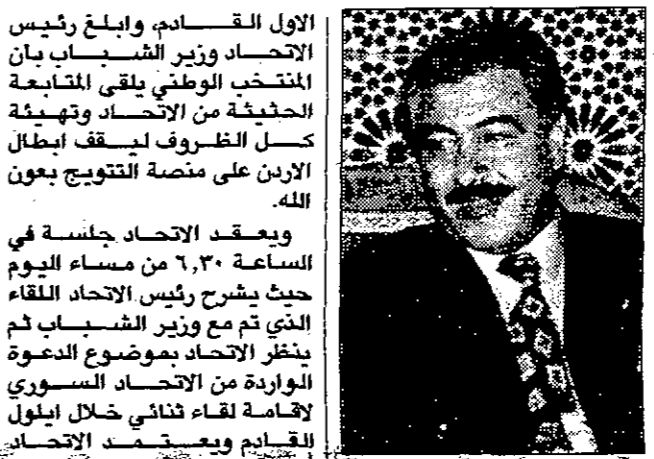 الاول القادم، وابلغ رئيس
الاتحاد وزير الشباب بان
المنتخب الوطني يلقى المتابعة
الحثيثة من الاتحاد وتهيئة
كل الظروف ليقف ابطال
الاردن على منصة التتويج بعون
الله.
ويعقد الاتحاد جلسة في
الساعة ٦,٣٠ من مساء اليوم
حيث يشرح رئيس الاتحاد اللقاء
الذي تم مع وزير الشباب ثم
ينظر الاتحاد بموضوع الدعوة
الواردة من الاتحاد السوري
لاقامة لقاء ثنائي خلال ايلول
القادم ويعتمد الاتحاد